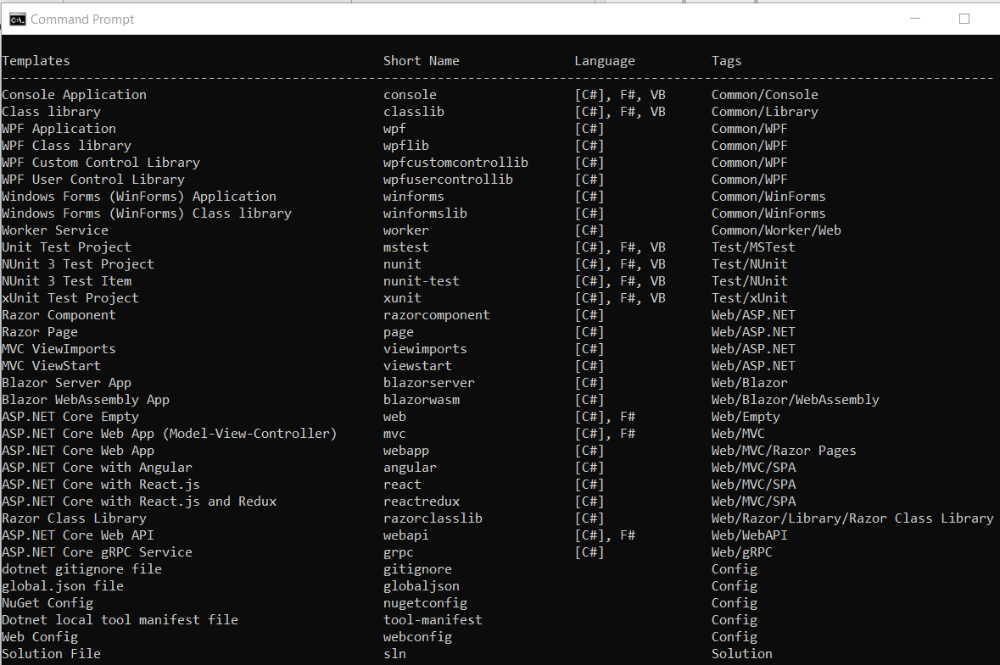 Command Prompt
Templates Short Name Language Tags
--------------------------------------------------------------------------------------------------------------------------------
Console Application console [C#], F#, VB Common/Console
Class library classlib [C#], F#, VB Common/Library
WPF Application wpf [C#] Common/WPF
WPF Class library wpflib [C#] Common/WPF
WPF Custom Control Library wpfcustomcontrollib [C#] Common/WPF
WPF User Control Library wpfusercontrollib [C#] Common/WPF
Windows Forms (WinForms) Application winforms [C#] Common/WinForms
Windows Forms (WinForms) Class library winformslib [C#] Common/WinForms
Worker Service worker [C#] Common/Worker/Web
Unit Test Project mstest [C#], F#, VB Test/MSTest
NUnit 3 Test Project nunit [C#], F#, VB Test/NUnit
NUnit 3 Test Item nunit-test [C#], F#, VB Test/NUnit
xUnit Test Project xunit [C#], F#, VB Test/xUnit
Razor Component razorcomponent [C#] Web/ASP.NET
Razor Page page [C#] Web/ASP.NET
MVC ViewImports viewimports [C#] Web/ASP.NET
MVC ViewStart viewstart [C#] Web/ASP.NET
Blazor Server App blazorserver [C#] Web/Blazor
Blazor WebAssembly App blazorwasm [C#] Web/Blazor/WebAssembly
ASP.NET Core Empty web [C#], F# Web/Empty
ASP.NET Core Web App (Model-View-Controller) mvc [C#], F# Web/MVC
ASP.NET Core Web App webapp [C#] Web/MVC/Razor Pages
ASP.NET Core with Angular angular [C#] Web/MVC/SPA
ASP.NET Core with React.js react [C#] Web/MVC/SPA
ASP.NET Core with React.js and Redux reactredux [C#] Web/MVC/SPA
Razor Class Library razorclasslib [C#] Web/Razor/Library/Razor Class Library
ASP.NET Core Web API webapi [C#], F# Web/WebAPI
ASP.NET Core gRPC Service grpc [C#] Web/gRPC
dotnet gitignore file gitignore Config
global.json file globaljson Config
NuGet Config nugetconfig Config
Dotnet local tool manifest file tool-manifest Config
Web Config webconfig Config
Solution File sln Solution